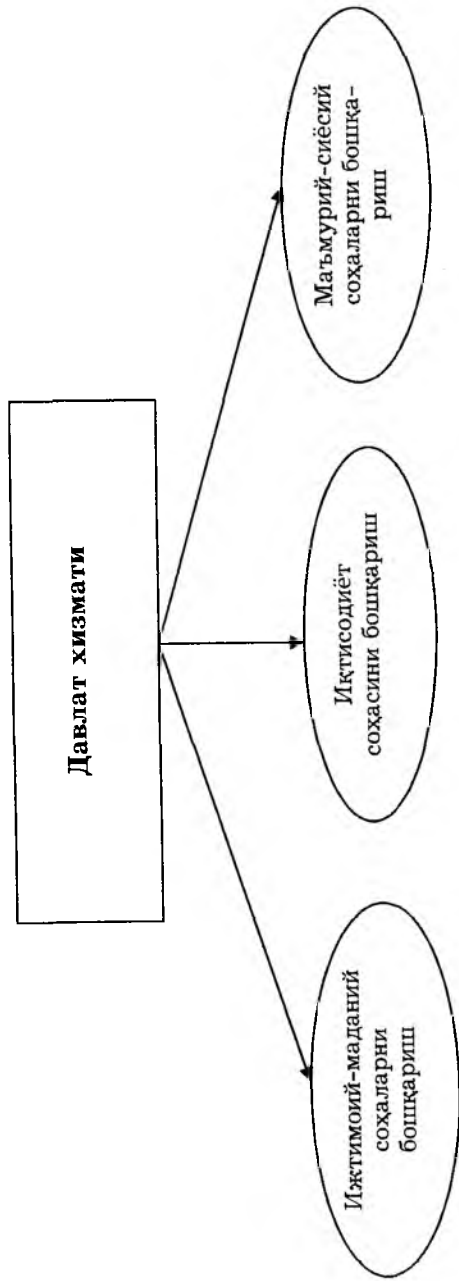 Давлат хизмати
Ижтимоий-маданий
соҳаларни
бошқариш
Иқтисодиёт
соҳасини бошқариш
Маъмурий-сиёсий
соҳаларни бошқа-
риш